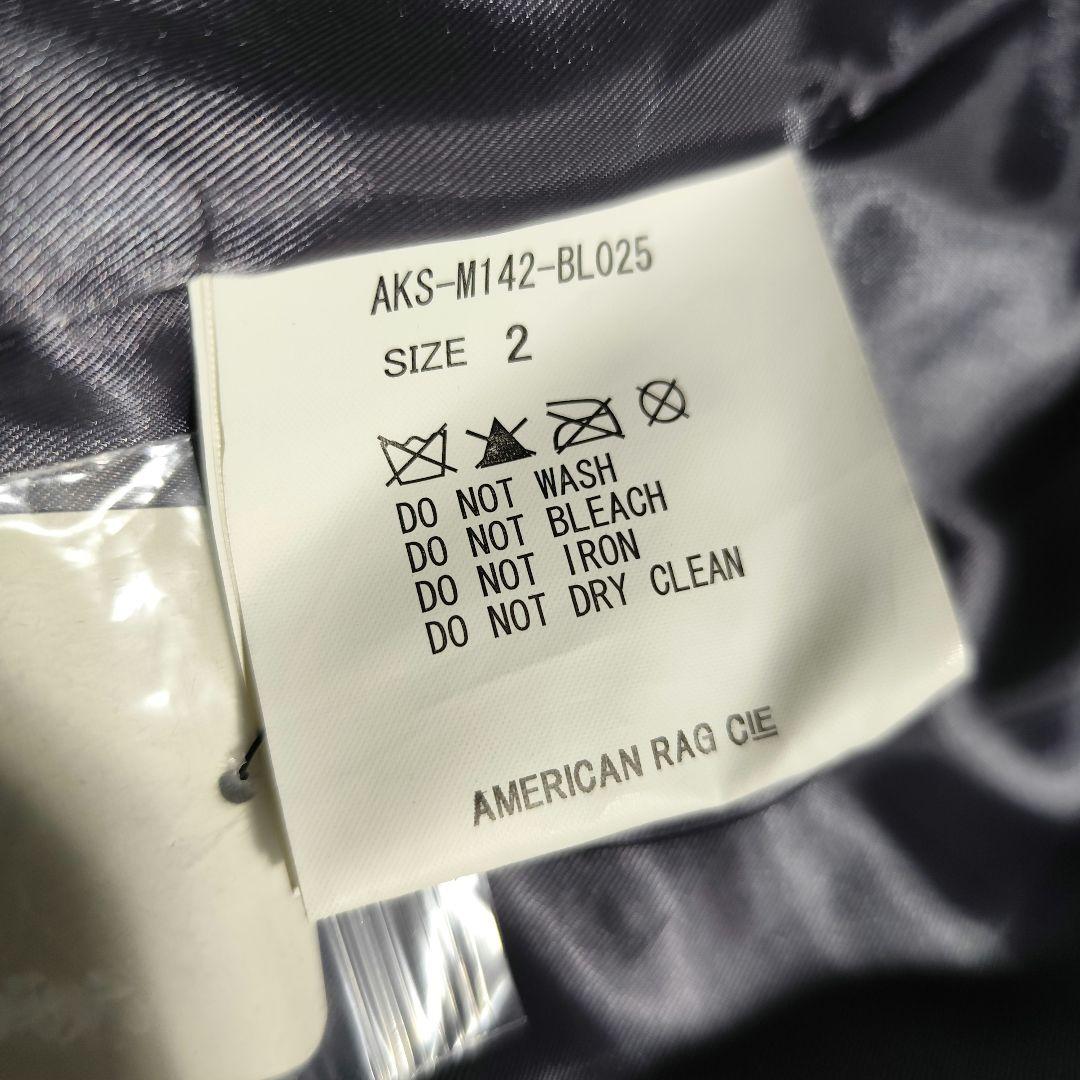 AKS-M142-BL025
SIZE 2
DO NOT WASH
DO NOT BLEACH
DO NOT IRON
DO NOT DRY CLEAN
AMERICAN RAG CIE